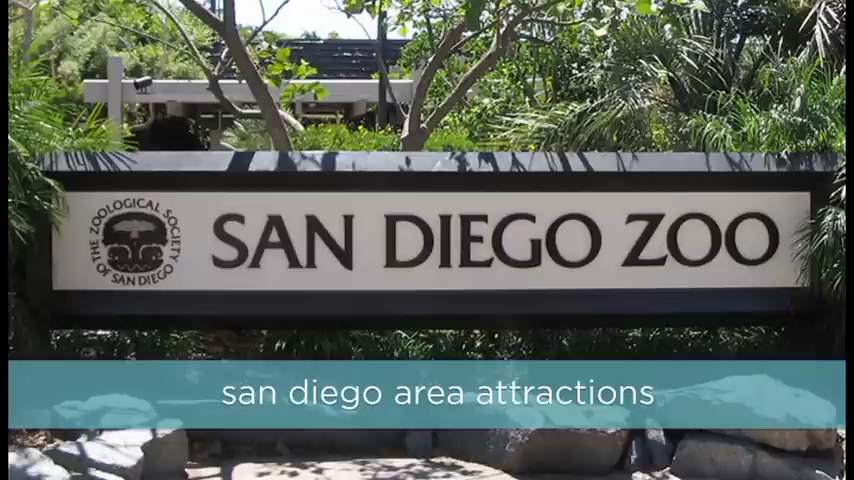 THE ZOOLOGICAL SOCIETY
OF SAN DIEGO
SAN DIEGO ZOO
san diego area attractions